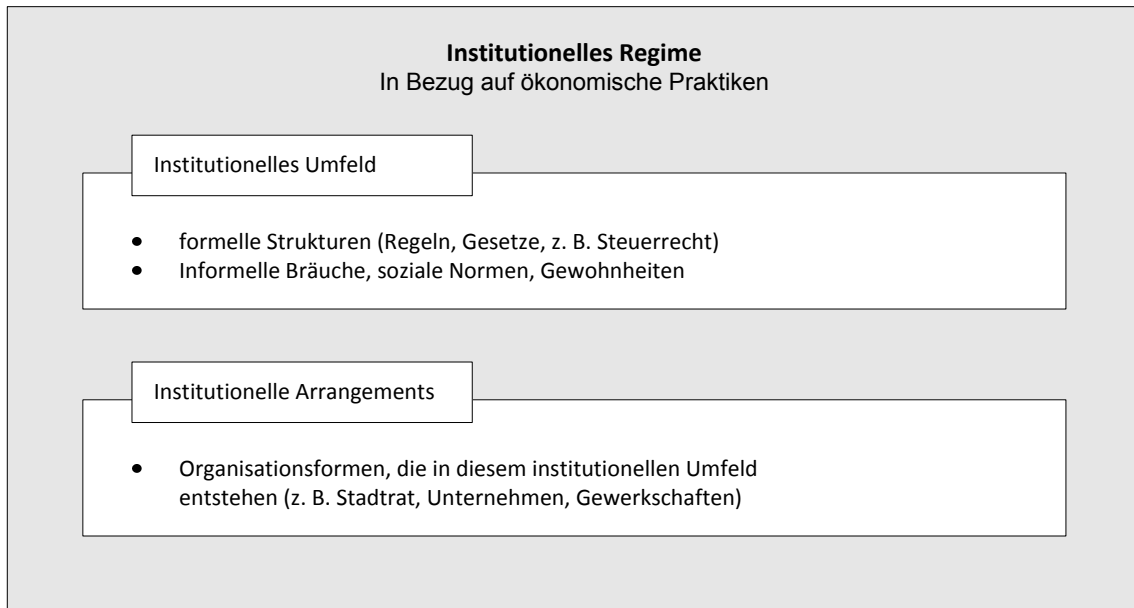 Institutionelles Regime
In Bezug auf ökonomische Praktiken
Institutionelles Umfeld
• formelle Strukturen (Regeln, Gesetze, z. B. Steuerrecht)
• Informelle Bräuche, soziale Normen, Gewohnheiten
Institutionelle Arrangements
• Organisationsformen, die in diesem institutionellen Umfeld
entstehen (z. B. Stadtrat, Unternehmen, Gewerkschaften)